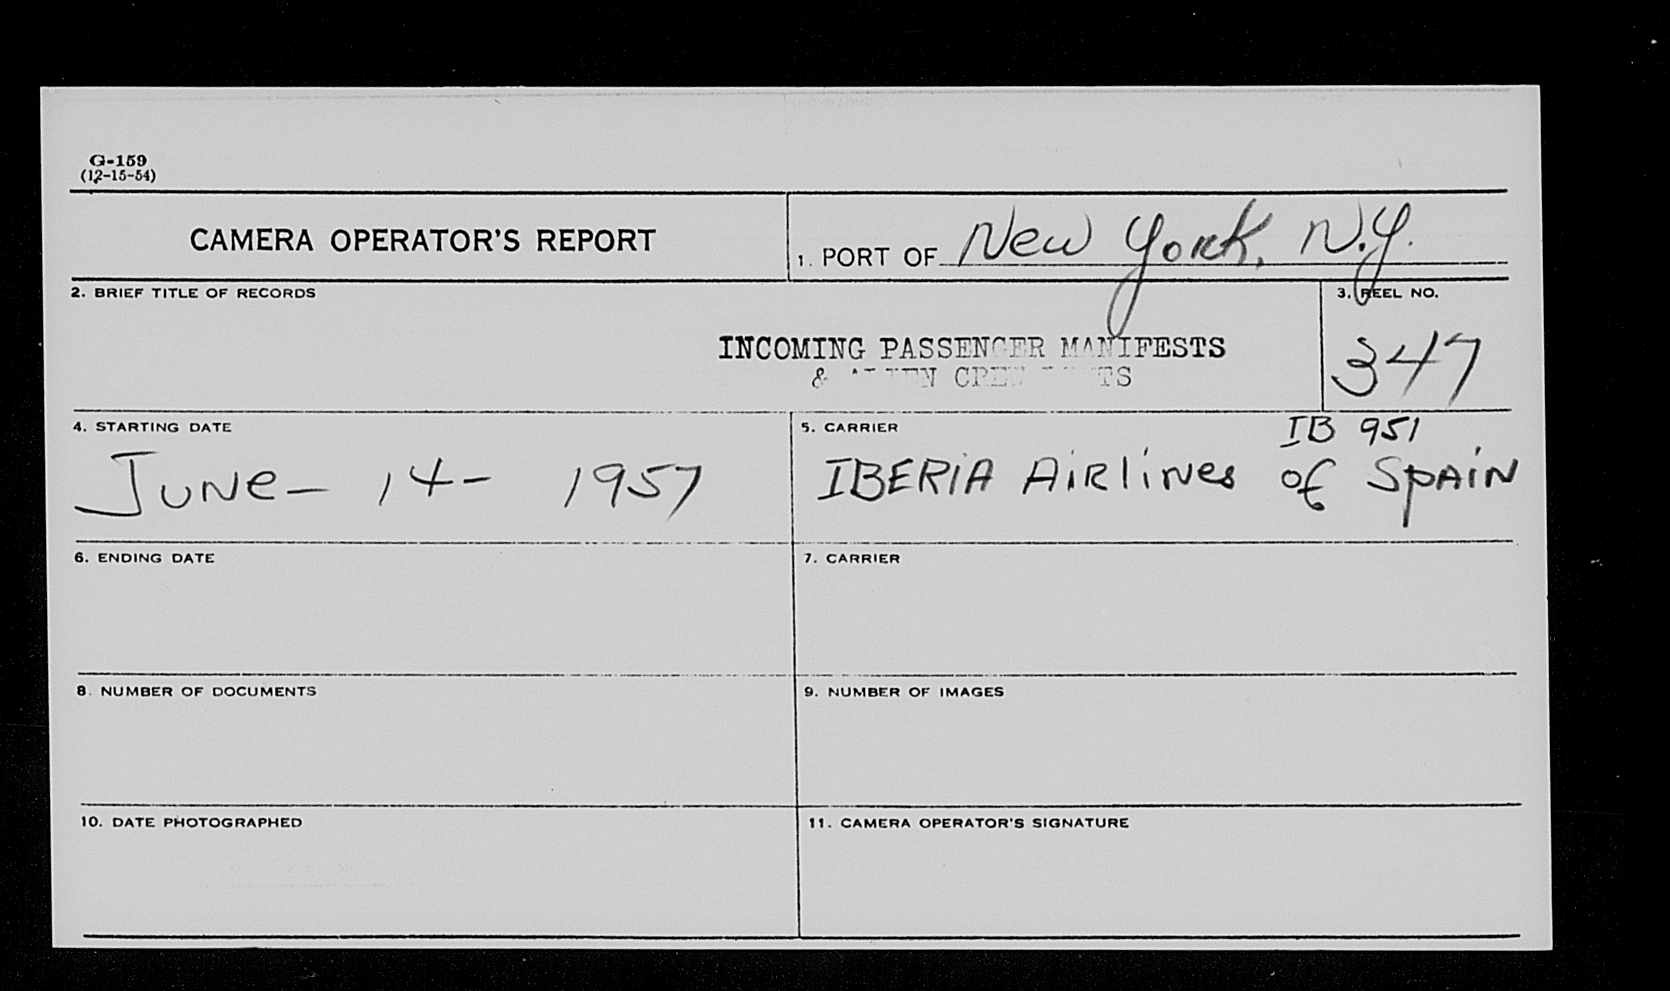 G-159
(12-15-54)
CAMERA OPERATOR'S REPORT
1. PORT OF New York, N.Y.
2. BRIEF TITLE OF RECORDS
3. REEL NO.
INCOMING PASSENGER MANIFESTS
& ALIEN CREW LISTS
347
4. STARTING DATE
June - 14 - 1957
5. CARRIER
IB 951
IBERIA AIRlINes of SPAIN
6. ENDING DATE
7. CARRIER
8. NUMBER OF DOCUMENTS
9. NUMBER OF IMAGES
10. DATE PHOTOGRAPHED
11. CAMERA OPERATOR'S SIGNATURE